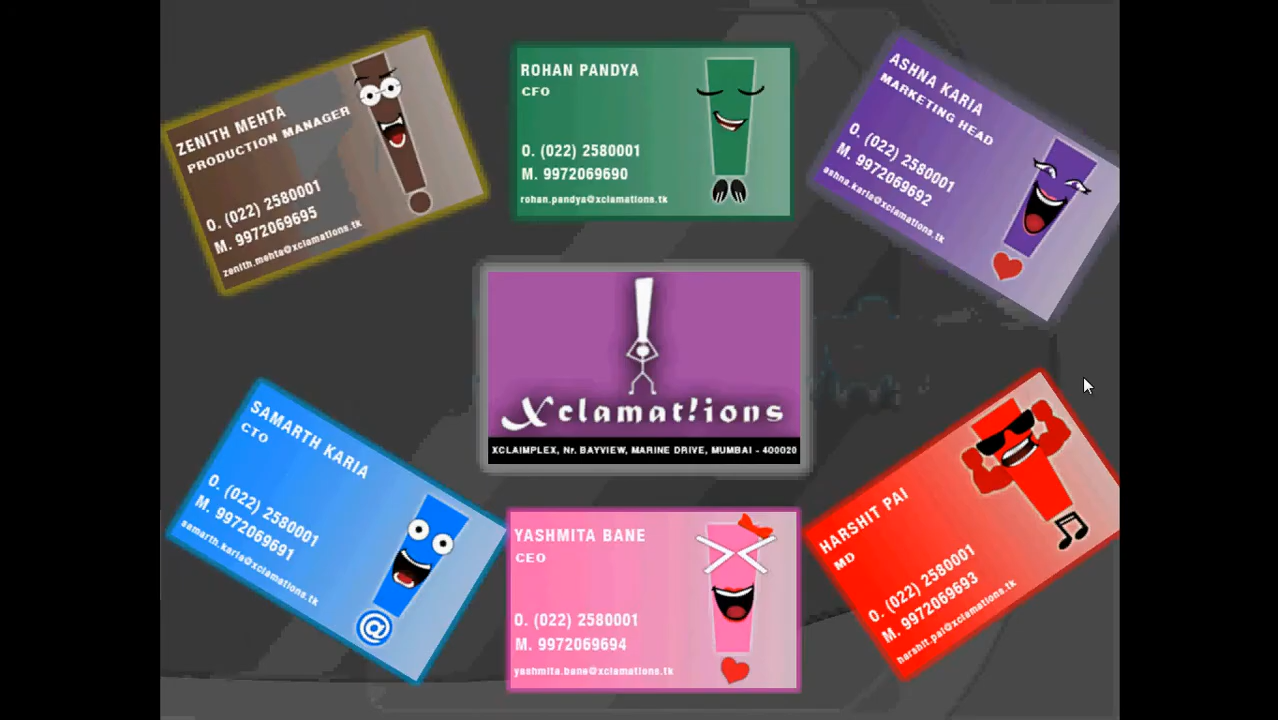 ZENITH MEHTA
PRODUCTION MANAGER
O. (022) 2580001
M. 9972069695
zenith.mehta@xclamations.tk
ROHAN PANDYA
CFO
O. (022) 2580001
M. 9972069690
rohan.pandya@xclamations.tk
ASHNA KARIA
MARKETING HEAD
O. (022) 2580001
M. 9972069692
ashna.karia@xclamations.tk
Xclamat!ions
XCLAIMPLEX, Nr. BAYVIEW, MARINE DRIVE, MUMBAI - 400020
SAMARTH KARIA
CTO
O. (022) 2580001
M. 9972069691
samarth.karia@xclamations.tk
@
YASHMITA BANE
CEO
O. (022) 2580001
M. 9972069694
yashmita.bane@xclamations.tk
HARSHIT PAI
MD
O. (022) 2580001
M. 9972069693
harshit.pai@xclamations.tk